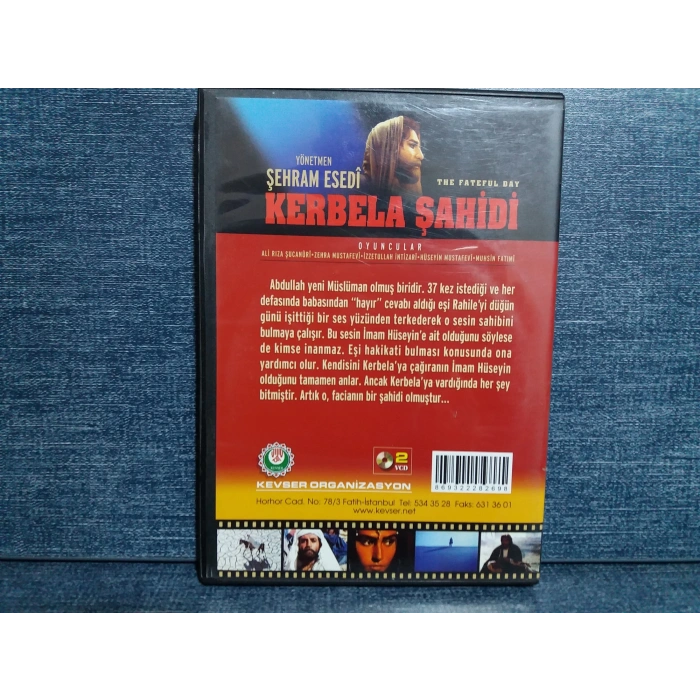 YÖNETMEN
ŞEHRAM ESEDÎ
THE FATEFUL DAY
KERBELA ŞAHİDİ
OYUNCULAR
ALİ RIZA ŞUCANÛRİ•ZEHRA MUSTAFEVİ•İZZETULLAH İNTİZARİ•HÜSEYİN MUSTAFEVİ•MUHSİN FATIMİ
Abdullah yeni Müslüman olmuş biridir. 37 kez istediği ve her
defasında babasından “hayır” cevabı aldığı eşi Rahile’yi düğün
günü işittiği bir ses yüzünden terkederek o sesin sahibini
bulmaya çalışır. Bu sesin İmam Hüseyin’e ait olduğunu söylese
de kimse inanmaz. Eşi hakikati bulması konusunda ona
yardımcı olur. Kendisini Kerbela’ya çağıranın İmam Hüseyin
olduğunu tamamen anlar. Ancak Kerbela’ya vardığında her şey
bitmiştir. Artık o, facianın bir şahidi olmuştur...
2
VCD
8693222282698
KEVSER ORGANİZASYON
Horhor Cad. No: 78/3 Fatih-İstanbul Tel: 534 35 28 Faks: 631 36 01
www.kevser.net